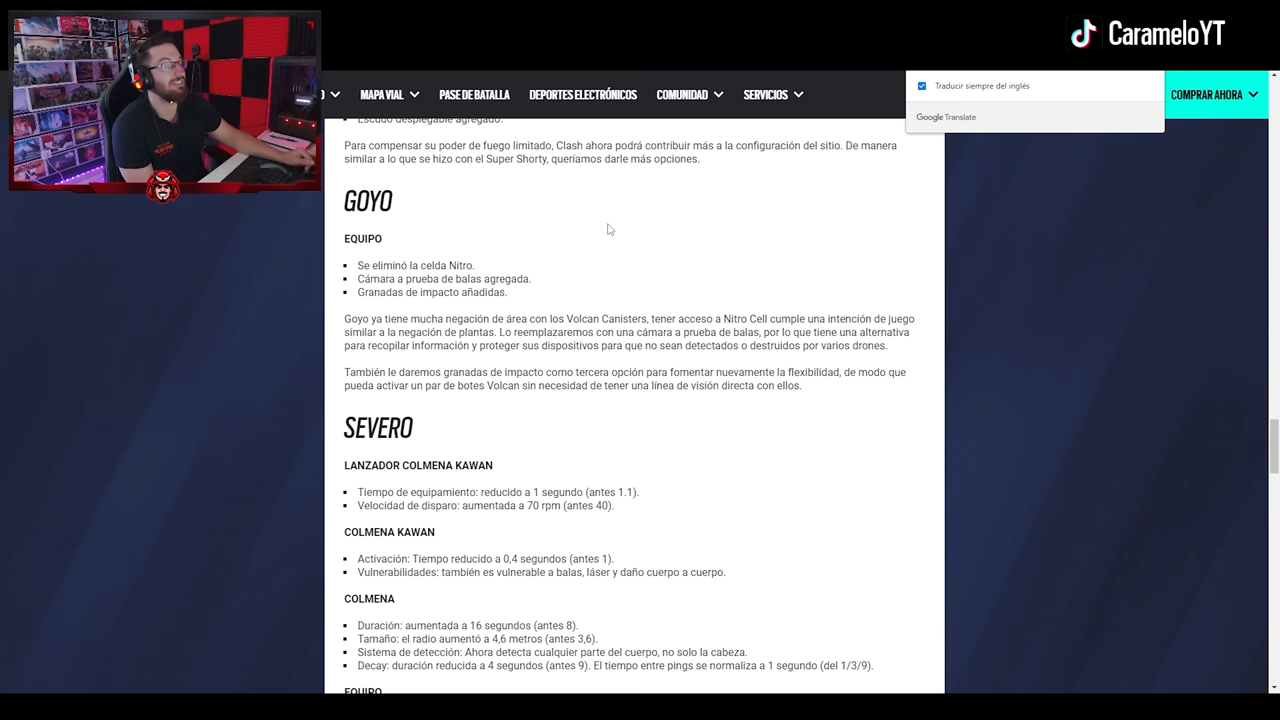 CarameloYT
O
MAPA VIAL
PASE DE BATALLA
DEPORTES ELECTRÓNICOS
COMUNIDAD
SERVICIOS
Traducir siempre del inglés
Google Translate
COMPRAR AHORA
▪ Escudo desplegable agregado.
Para compensar su poder de fuego limitado, Clash ahora podrá contribuir más a la configuración del sitio. De manera
similar a lo que se hizo con el Super Shorty, queríamos darle más opciones.
GOYO
EQUIPO
▪ Se eliminó la celda Nitro.
▪ Cámara a prueba de balas agregada.
▪ Granadas de impacto añadidas.
Goyo ya tiene mucha negación de área con los Volcan Canisters, tener acceso a Nitro Cell cumple una intención de juego
similar a la negación de plantas. Lo reemplazaremos con una cámara a prueba de balas, por lo que tiene una alternativa
para recopilar información y proteger sus dispositivos para que no sean detectados o destruidos por varios drones.
También le daremos granadas de impacto como tercera opción para fomentar nuevamente la flexibilidad, de modo que
pueda activar un par de botes Volcan sin necesidad de tener una línea de visión directa con ellos.
SEVERO
LANZADOR COLMENA KAWAN
▪ Tiempo de equipamiento: reducido a 1 segundo (antes 1.1).
▪ Velocidad de disparo: aumentada a 70 rpm (antes 40).
COLMENA KAWAN
▪ Activación: Tiempo reducido a 0,4 segundos (antes 1).
▪ Vulnerabilidades: también es vulnerable a balas, láser y daño cuerpo a cuerpo.
COLMENA
▪ Duración: aumentada a 16 segundos (antes 8).
▪ Tamaño: el radio aumentó a 4,6 metros (antes 3,6).
▪ Sistema de detección: Ahora detecta cualquier parte del cuerpo, no solo la cabeza.
▪ Decay: duración reducida a 4 segundos (antes 9). El tiempo entre pings se normaliza a 1 segundo (del 1/3/9).
EQUIPO